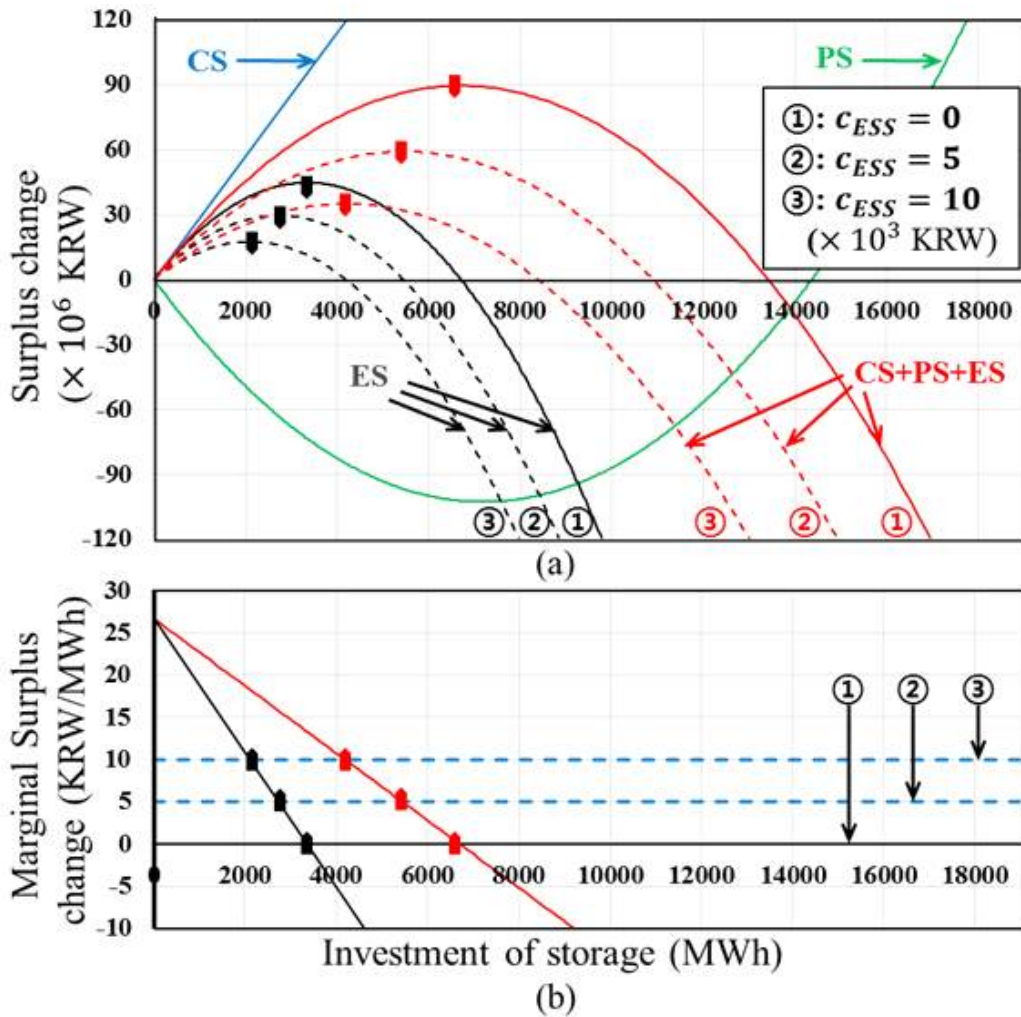 120
90
60
30
0
-30
-60
-90
-120
Surplus change
(× 10⁶ KRW)
CS
PS
①: c_ESS = 0
②: c_ESS = 5
③: c_ESS = 10
(× 10³ KRW)
2000 4000 6000 8000 10000 12000 14000 16000 18000
ES
CS+PS+ES
③ ② ① ③ ② ①
(a)
30
25
20
15
10
5
0
-5
-10
Marginal Surplus
change (KRW/MWh)
① ② ③
2000 4000 6000 8000 10000 12000 14000 16000 18000
Investment of storage (MWh)
(b)